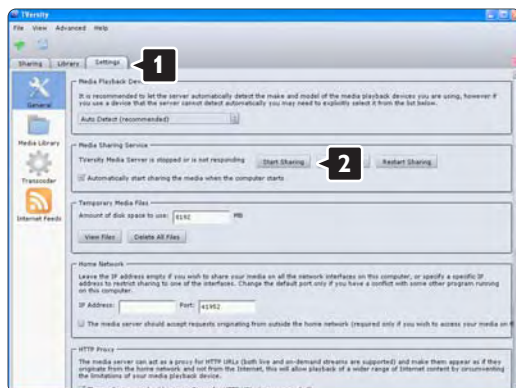 TVersity
File View Advanced Help
Sharing Library Settings
1
Media Playback
It is recommended to let the server automatically detect the make and model of the media playback devices you are using, however if
you use a device that the server cannot detect automatically you may need to explicitly select it from the list below.
Auto Detect (recommended)
General
Media Library
Transcoder
Internet Feeds
Media Sharing Service
TVersity Media Server is stopped or is not responding Start Sharing Restart Sharing
2
Automatically start sharing the media when the computer starts
Temporary Media Files
Amount of disk space to use: 8192 MB
View Files Delete All Files
Home Network
Leave the IP address empty if you wish to share your media on all the network interfaces on this computer, or specify a specific IP
address to restrict sharing to one of the interfaces. Change the default port only if you have a conflict with some other program running
on this computer.
IP Address: Port: 41952
The media server should accept requests originating from outside the home network (required only if you wish to access your media on
HTTP Proxy
The media server can act as a proxy for HTTP URLs (both live and on-demand streams are supported) and make them appear as if they
originate from the home network and not from the Internet, this will allow playback of a wider range of Internet content by circumventing
the limitations of your media playback device.